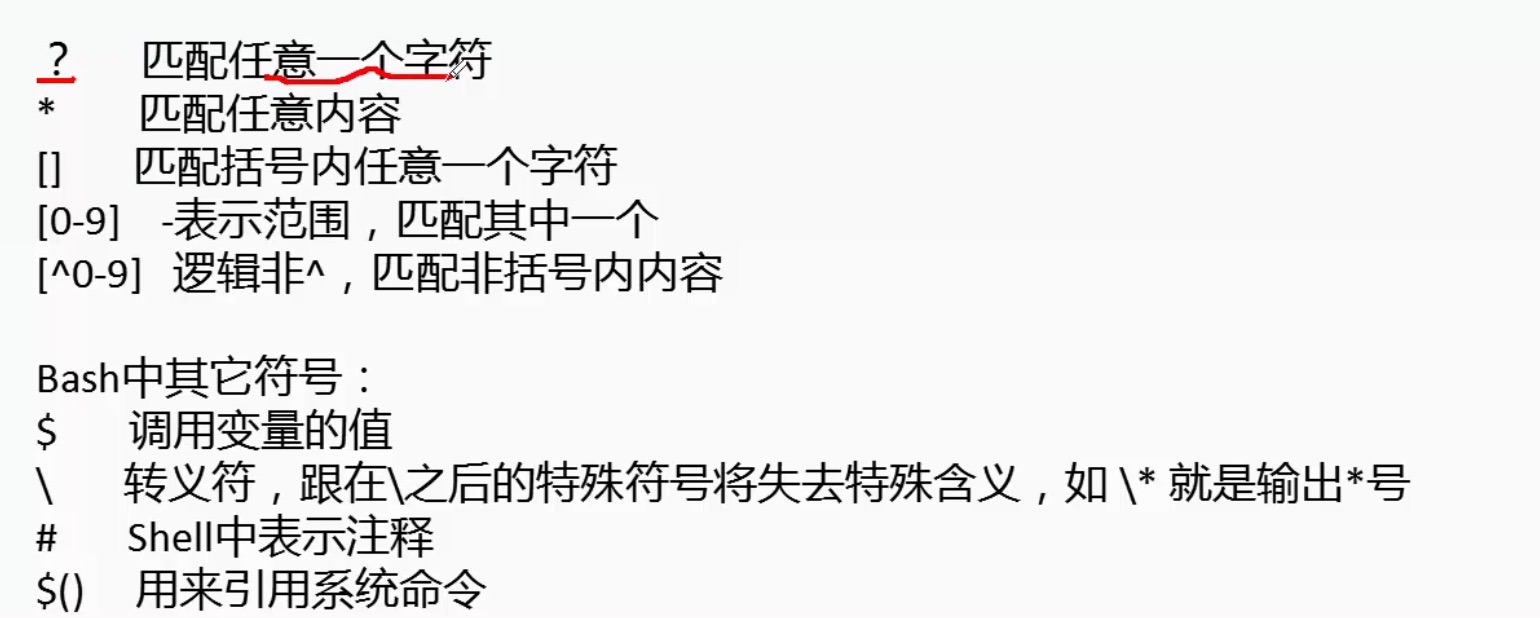 ? 匹配任意一个字符
* 匹配任意内容
[] 匹配括号内任意一个字符
[0-9] -表示范围，匹配其中一个
[^0-9] 逻辑非^，匹配非括号内内容
Bash中其它符号：
$ 调用变量的值
\ 转义符，跟在\之后的特殊符号将失去特殊含义，如 \* 就是输出*号
# Shell中表示注释
$() 用来引用系统命令